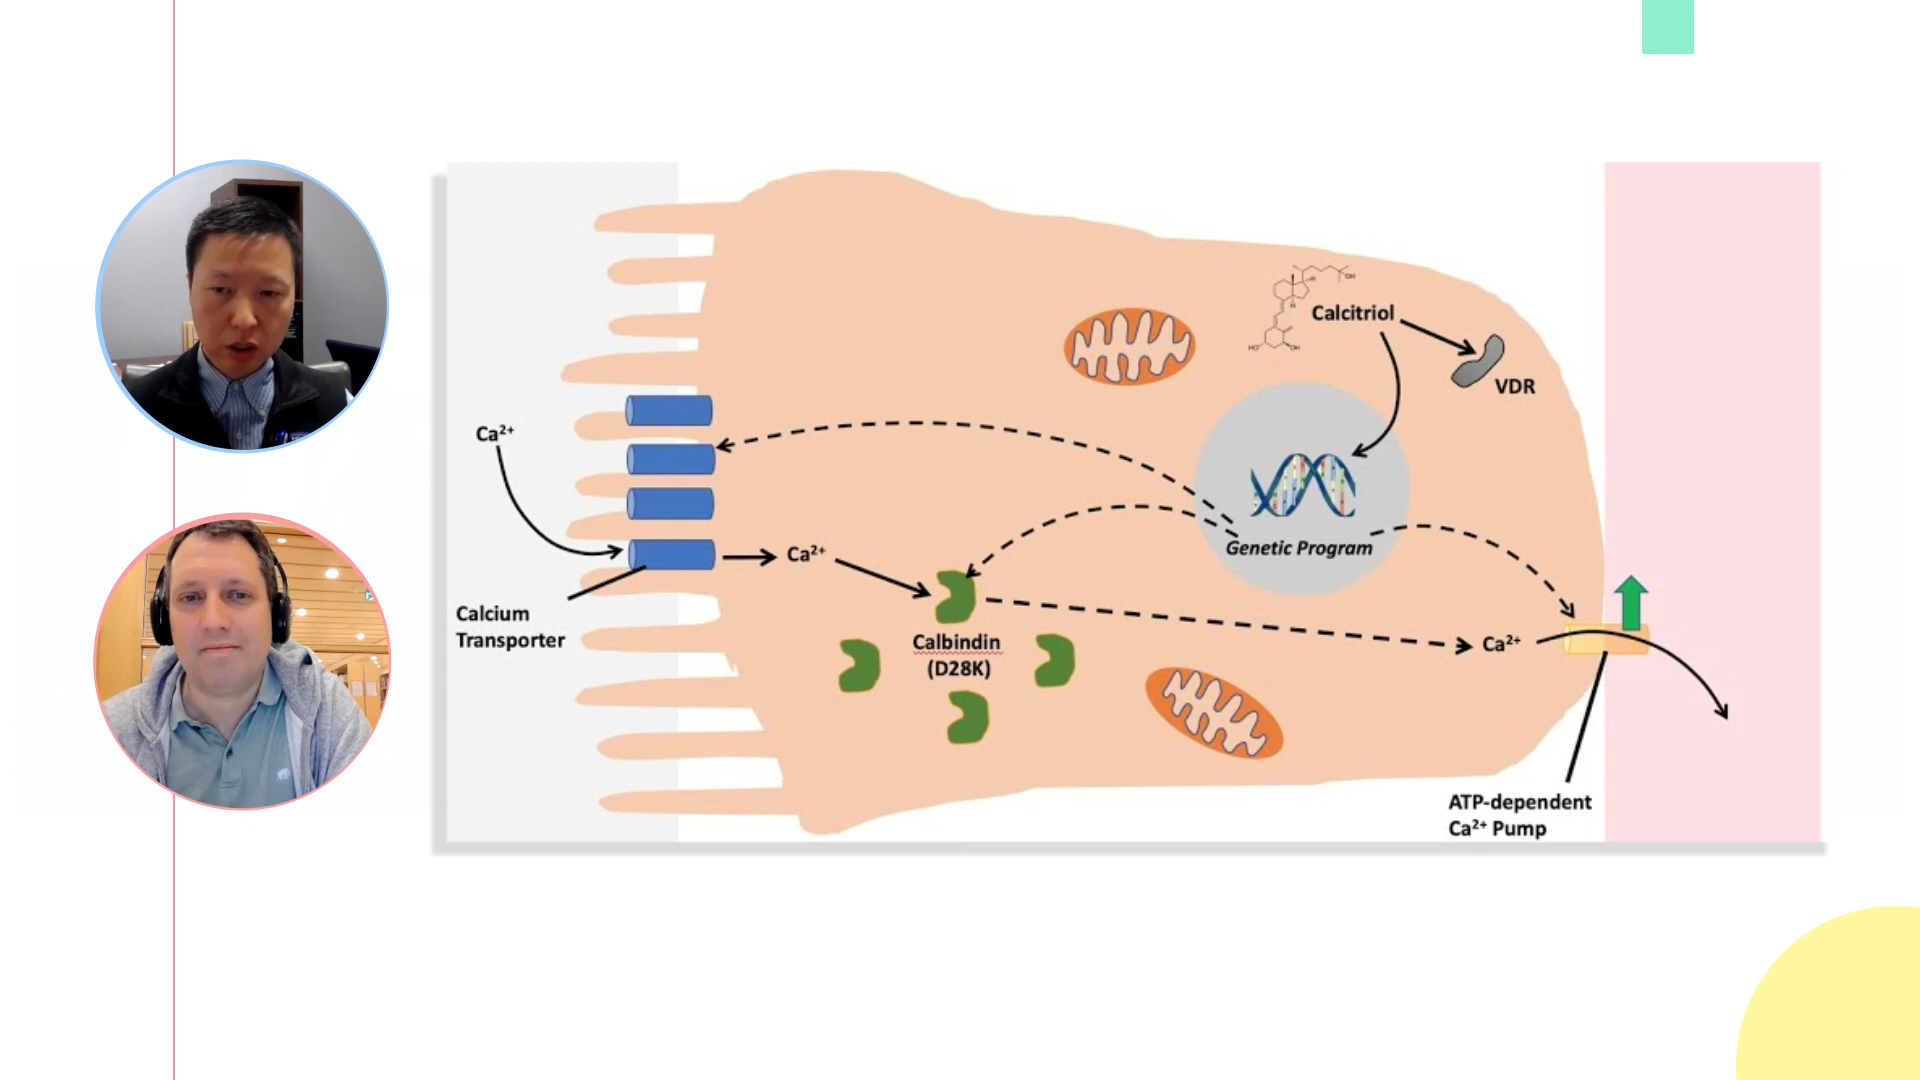 Calcitriol
VDR
Ca²⁺
Genetic Program
Ca²⁺
Calcium
Transporter
Calbindin
(D28K)
Ca²⁺
ATP-dependent
Ca²⁺ Pump